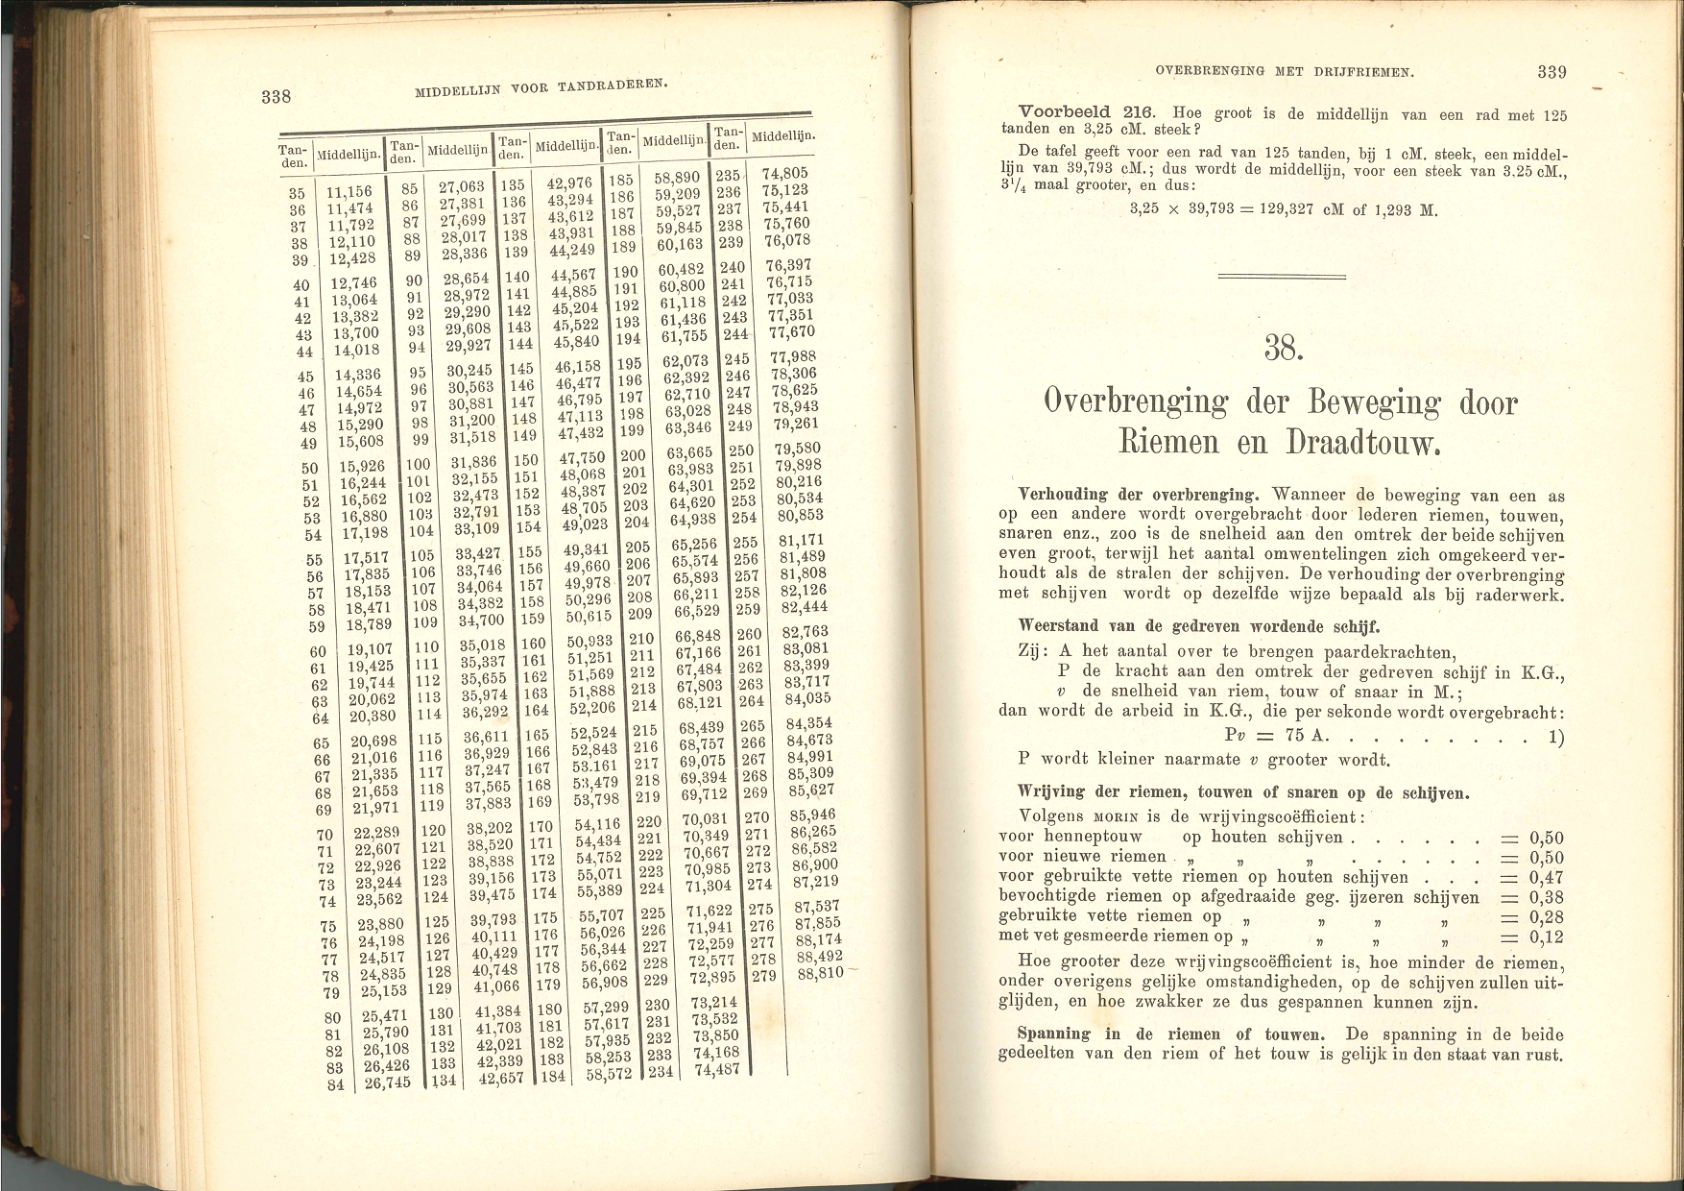 338
MIDDELLIJN VOOR TANDRADEREN.
Tan-den. Middellijn. Tan-den. Middellijn Tan-den. Middellijn. Tan-den. Middellijn. Tan-den. Middellijn.
35 11,156 85 27,063 135 42,976 185 58,890 235 74,805
36 11,474 86 27,381 136 43,294 186 59,209 236 75,123
37 11,792 87 27,699 137 43,612 187 59,527 237 75,441
38 12,110 88 28,017 138 43,931 188 59,845 238 75,760
39 12,428 89 28,336 139 44,249 189 60,163 239 76,078
40 12,746 90 28,654 140 44,567 190 60,482 240 76,397
41 13,064 91 28,972 141 44,885 191 60,800 241 76,715
42 13,382 92 29,290 142 45,204 192 61,118 242 77,033
43 13,700 93 29,608 143 45,522 193 61,436 243 77,351
44 14,018 94 29,927 144 45,840 194 61,755 244 77,670
45 14,336 95 30,245 145 46,158 195 62,073 245 77,988
46 14,654 96 30,563 146 46,477 196 62,392 246 78,306
47 14,972 97 30,881 147 46,795 197 62,710 247 78,625
48 15,290 98 31,200 148 47,113 198 63,028 248 78,943
49 15,608 99 31,518 149 47,432 199 63,346 249 79,261
50 15,926 100 31,836 150 47,750 200 63,665 250 79,580
51 16,244 101 32,155 151 48,068 201 63,983 251 79,898
52 16,562 102 32,473 152 48,387 202 64,301 252 80,216
53 16,880 103 32,791 153 48,705 203 64,620 253 80,534
54 17,198 104 33,109 154 49,023 204 64,938 254 80,853
55 17,517 105 33,427 155 49,341 205 65,256 255 81,171
56 17,835 106 33,746 156 49,660 206 65,574 256 81,489
57 18,153 107 34,064 157 49,978 207 65,893 257 81,808
58 18,471 108 34,382 158 50,296 208 66,211 258 82,126
59 18,789 109 34,700 159 50,615 209 66,529 259 82,444
60 19,107 110 35,018 160 50,933 210 66,848 260 82,763
61 19,425 111 35,337 161 51,251 211 67,166 261 83,081
62 19,744 112 35,655 162 51,569 212 67,484 262 83,399
63 20,062 113 35,974 163 51,888 213 67,803 263 83,717
64 20,380 114 36,292 164 52,206 214 68,121 264 84,035
65 20,698 115 36,611 165 52,524 215 68,439 265 84,354
66 21,016 116 36,929 166 52,843 216 68,757 266 84,673
67 21,335 117 37,247 167 53.161 217 69,075 267 84,991
68 21,653 118 37,565 168 53,479 218 69,394 268 85,309
69 21,971 119 37,883 169 53,798 219 69,712 269 85,627
70 22,289 120 38,202 170 54,116 220 70,031 270 85,946
71 22,607 121 38,520 171 54,434 221 70,349 271 86,265
72 22,926 122 38,838 172 54,752 222 70,667 272 86,582
73 23,244 123 39,156 173 55,071 223 70,985 273 86,900
74 23,562 124 39,475 174 55,389 224 71,304 274 87,219
75 23,880 125 39,793 175 55,707 225 71,622 275 87,537
76 24,198 126 40,111 176 56,026 226 71,941 276 87,855
77 24,517 127 40,429 177 56,344 227 72,259 277 88,174
78 24,835 128 40,748 178 56,662 228 72,577 278 88,492
79 25,153 129 41,066 179 56,908 229 72,895 279 88,810
80 25,471 130 41,384 180 57,299 230 73,214
81 25,790 131 41,703 181 57,617 231 73,532
82 26,108 132 42,021 182 57,935 232 73,850
83 26,426 133 42,339 183 58,253 233 74,168
84 26,745 134 42,657 184 58,572 234 74,487
OVERBRENGING MET DRIJFRIEMEN.
339
Voorbeeld 216. Hoe groot is de middellijn van een rad met 125
tanden en 3,25 cM. steek?
De tafel geeft voor een rad van 125 tanden, bij 1 cM. steek, een middel-
lijn van 39,793 cM.; dus wordt de middellijn, voor een steek van 3.25 cM.,
3¹/₄ maal grooter, en dus:
3,25 × 39,793 = 129,327 cM of 1,293 M.
38.
Overbrenging der Beweging door
Riemen en Draadtouw.
Verhouding der overbrenging. Wanneer de beweging van een as
op een andere wordt overgebracht door lederen riemen, touwen,
snaren enz., zoo is de snelheid aan den omtrek der beide schijven
even groot, terwijl het aantal omwentelingen zich omgekeerd ver-
houdt als de stralen der schijven. De verhouding der overbrenging
met schijven wordt op dezelfde wijze bepaald als bij raderwerk.
Weerstand van de gedreven wordende schijf.
Zij: A het aantal over te brengen paardekrachten,
P de kracht aan den omtrek der gedreven schijf in K.G.,
v de snelheid van riem, touw of snaar in M.;
dan wordt de arbeid in K.G., die per sekonde wordt overgebracht:
Pv = 75 A. . . . . . . . . . 1)
P wordt kleiner naarmate v grooter wordt.
Wrijving der riemen, touwen of snaren op de schijven.
Volgens MORIN is de wrijvingscoëfficient:
voor henneptouw op houten schijven . . . . . . = 0,50
voor nieuwe riemen „ „ „ . . . . . . = 0,50
voor gebruikte vette riemen op houten schijven . . . = 0,47
bevochtigde riemen op afgedraaide geg. ijzeren schijven = 0,38
gebruikte vette riemen op „ „ „ „ = 0,28
met vet gesmeerde riemen op „ „ „ „ = 0,12
Hoe grooter deze wrijvingscoëfficient is, hoe minder de riemen,
onder overigens gelijke omstandigheden, op de schijven zullen uit-
glijden, en hoe zwakker ze dus gespannen kunnen zijn.
Spanning in de riemen of touwen. De spanning in de beide
gedeelten van den riem of het touw is gelijk in den staat van rust.